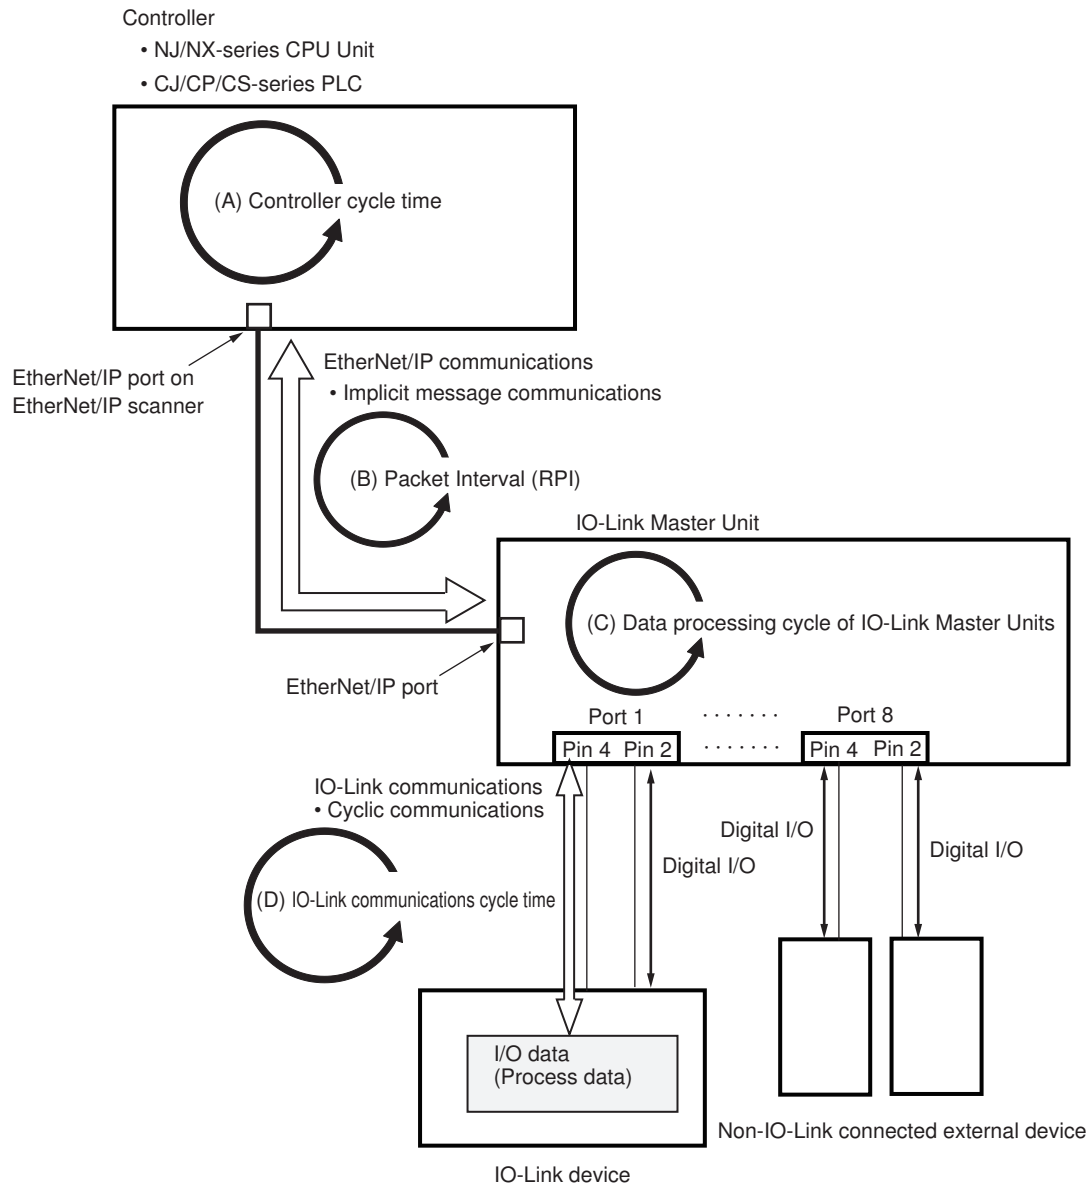 Controller
• NJ/NX-series CPU Unit
• CJ/CP/CS-series PLC
(A) Controller cycle time
EtherNet/IP port on
EtherNet/IP scanner
EtherNet/IP communications
• Implicit message communications
(B) Packet Interval (RPI)
IO-Link Master Unit
(C) Data processing cycle of IO-Link Master Units
EtherNet/IP port
Port 1 · · · · · · · Port 8
Pin 4 Pin 2 · · · · · · · Pin 4 Pin 2
IO-Link communications
• Cyclic communications
Digital I/O
Digital I/O
Digital I/O
(D) IO-Link communications cycle time
I/O data
(Process data)
Non-IO-Link connected external device
IO-Link device